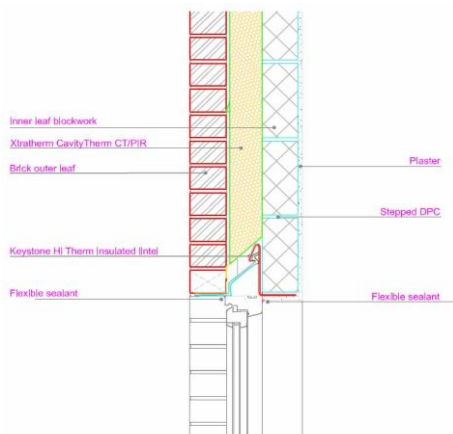 Inner leaf blockwork
Xtratherm CavityTherm CT/PIR
Plaster
Brick outer leaf
Stepped DPC
Keystone Hi Therm Insulated lintel
Flexible sealant
Flexible sealant